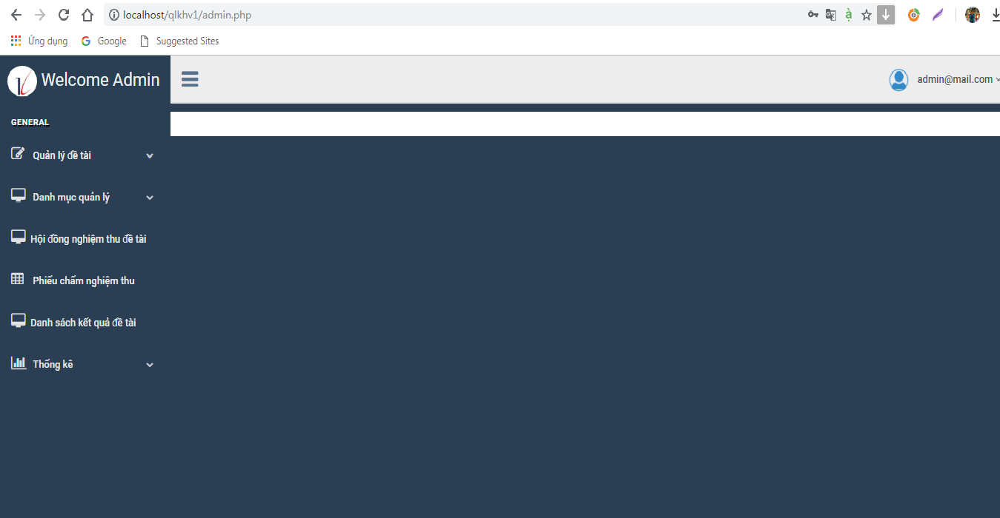 localhost/qlkhv1/admin.php
Ứng dụng Google Suggested Sites
Welcome Admin
admin@mail.com
GENERAL
Quản lý đề tài
Danh mục quản lý
Hội đồng nghiệm thu đề tài
Phiếu chấm nghiệm thu
Danh sách kết quả đề tài
Thống kê